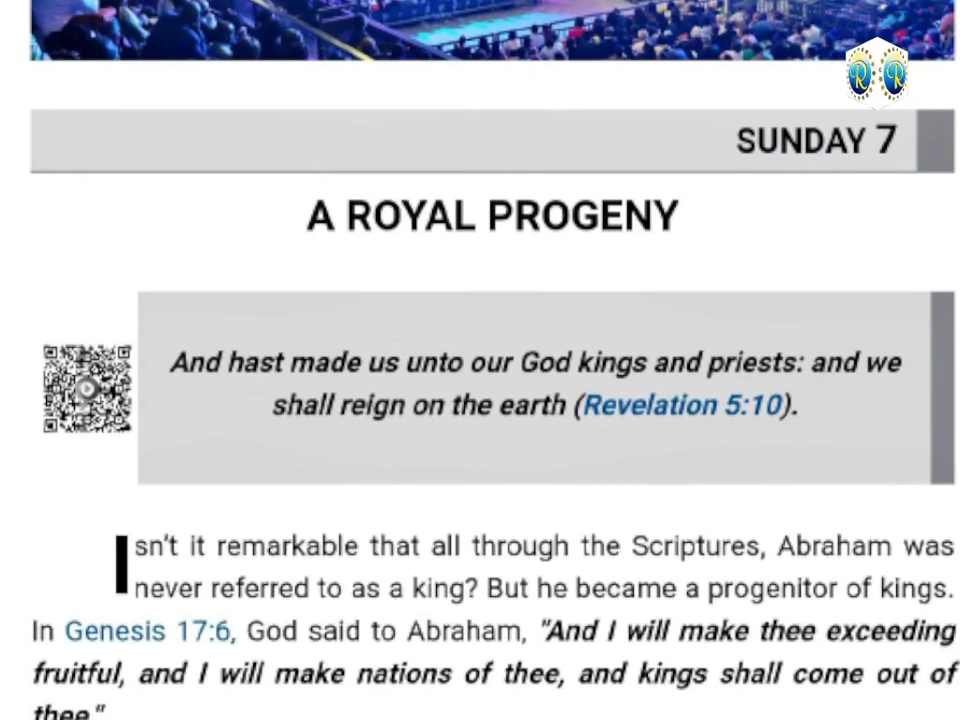 SUNDAY 7
A ROYAL PROGENY
And hast made us unto our God kings and priests: and we
shall reign on the earth (Revelation 5:10).
Isn't it remarkable that all through the Scriptures, Abraham was
never referred to as a king? But he became a progenitor of kings.
In Genesis 17:6, God said to Abraham, "And I will make thee exceeding
fruitful, and I will make nations of thee, and kings shall come out of
thee."
R R